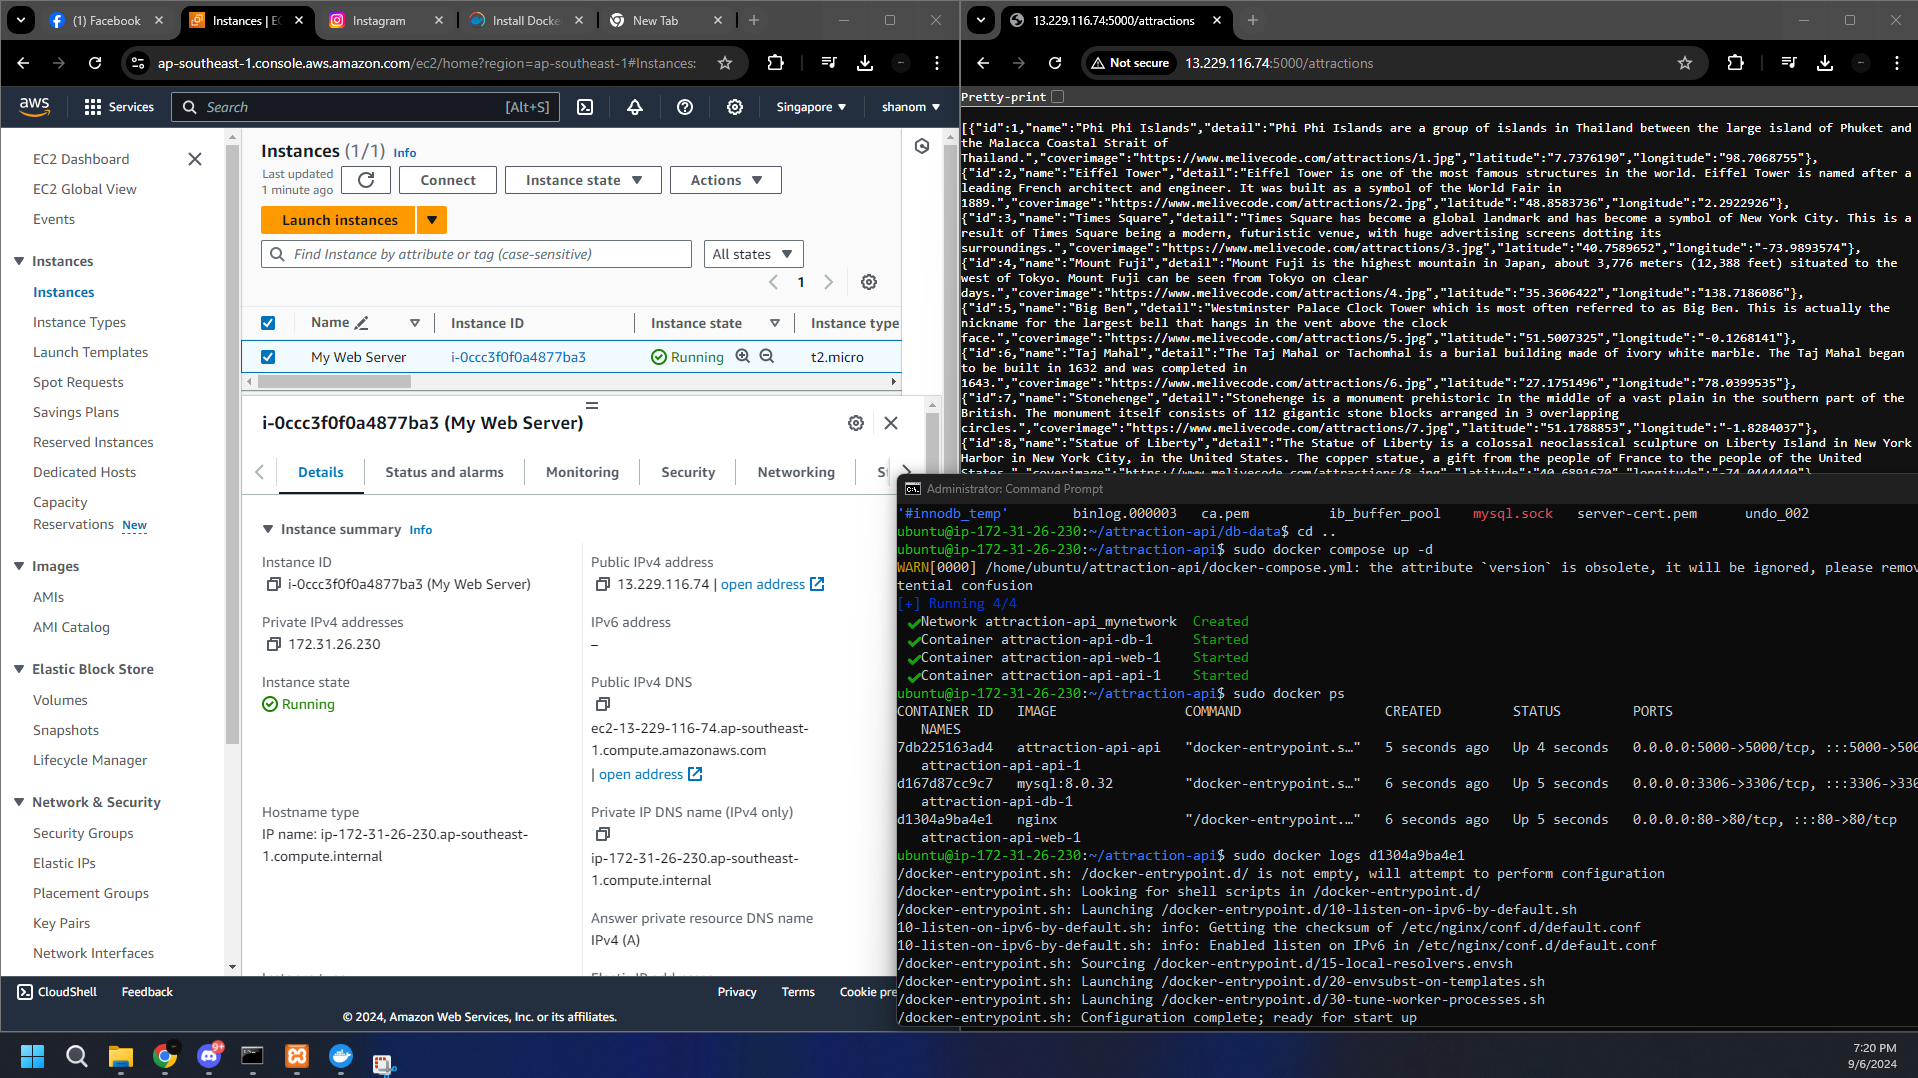 (1) Facebook
Instances | EC
Instagram
Install Docke
New Tab
ap-southeast-1.console.aws.amazon.com/ec2/home?region=ap-southeast-1#Instances:
aws
Services
Search
[Alt+S]
Singapore
shanom
EC2 Dashboard
EC2 Global View
Events
Instances
Instances
Instance Types
Launch Templates
Spot Requests
Savings Plans
Reserved Instances
Dedicated Hosts
Capacity
Reservations New
Images
AMIs
AMI Catalog
Elastic Block Store
Volumes
Snapshots
Lifecycle Manager
Network & Security
Security Groups
Elastic IPs
Placement Groups
Key Pairs
Network Interfaces
Instances (1/1) Info
Last updated
1 minute ago
Connect
Instance state
Actions
Launch instances
Find Instance by attribute or tag (case-sensitive)
All states
1
Name
Instance ID
Instance state
Instance type
My Web Server
i-0ccc3f0f0a4877ba3
Running
t2.micro
i-0ccc3f0f0a4877ba3 (My Web Server)
Details
Status and alarms
Monitoring
Security
Networking
Instance summary Info
Instance ID
i-0ccc3f0f0a4877ba3 (My Web Server)
Public IPv4 address
13.229.116.74 | open address
Private IPv4 addresses
172.31.26.230
IPv6 address
–
Instance state
Running
Public IPv4 DNS
ec2-13-229-116-74.ap-southeast-
1.compute.amazonaws.com
| open address
Hostname type
IP name: ip-172-31-26-230.ap-southeast-
1.compute.internal
Private IP DNS name (IPv4 only)
ip-172-31-26-230.ap-southeast-
1.compute.internal
Answer private resource DNS name
IPv4 (A)
CloudShell
Feedback
Privacy
Terms
Cookie pre
© 2024, Amazon Web Services, Inc. or its affiliates.
13.229.116.74:5000/attractions
Not secure
13.229.116.74:5000/attractions
Pretty-print
[{"id":1,"name":"Phi Phi Islands","detail":"Phi Phi Islands are a group of islands in Thailand between the large island of Phuket and
the Malacca Coastal Strait of
Thailand.","coverimage":"https://www.melivecode.com/attractions/1.jpg","latitude":"7.7376190","longitude":"98.7068755"},
{"id":2,"name":"Eiffel Tower","detail":"Eiffel Tower is one of the most famous structures in the world. Eiffel Tower is named after a
leading French architect and engineer. It was built as a symbol of the World Fair in
1889.","coverimage":"https://www.melivecode.com/attractions/2.jpg","latitude":"48.8583736","longitude":"2.2922926"},
{"id":3,"name":"Times Square","detail":"Times Square has become a global landmark and has become a symbol of New York City. This is a
result of Times Square being a modern, futuristic venue, with huge advertising screens dotting its
surroundings.","coverimage":"https://www.melivecode.com/attractions/3.jpg","latitude":"40.7589652","longitude":"-73.9893574"},
{"id":4,"name":"Mount Fuji","detail":"Mount Fuji is the highest mountain in Japan, about 3,776 meters (12,388 feet) situated to the
west of Tokyo. Mount Fuji can be seen from Tokyo on clear
days.","coverimage":"https://www.melivecode.com/attractions/4.jpg","latitude":"35.3606422","longitude":"138.7186086"},
{"id":5,"name":"Big Ben","detail":"Westminster Palace Clock Tower which is most often referred to as Big Ben. This is actually the
nickname for the largest bell that hangs in the vent above the clock
face.","coverimage":"https://www.melivecode.com/attractions/5.jpg","latitude":"51.5007325","longitude":"-0.1268141"},
{"id":6,"name":"Taj Mahal","detail":"The Taj Mahal or Tachomhal is a burial building made of ivory white marble. The Taj Mahal began
to be built in 1632 and was completed in
1643.","coverimage":"https://www.melivecode.com/attractions/6.jpg","latitude":"27.1751496","longitude":"78.0399535"},
{"id":7,"name":"Stonehenge","detail":"Stonehenge is a monument prehistoric In the middle of a vast plain in the southern part of the
British. The monument itself consists of 112 gigantic stone blocks arranged in 3 overlapping
circles.","coverimage":"https://www.melivecode.com/attractions/7.jpg","latitude":"51.1788853","longitude":"-1.8284037"},
{"id":8,"name":"Statue of Liberty","detail":"The Statue of Liberty is a colossal neoclassical sculpture on Liberty Island in New York
Harbor in New York City, in the United States. The copper statue, a gift from the people of France to the people of the United
States.","coverimage":"https://www.melivecode.com/attractions/8.jpg","latitude":"40.6891670","longitude":"-74.0444440"},
Administrator: Command Prompt
'#innodb_temp' binlog.000003 ca.pem ib_buffer_pool mysql.sock server-cert.pem undo_002
ubuntu@ip-172-31-26-230:~/attraction-api/db-data$ cd ..
ubuntu@ip-172-31-26-230:~/attraction-api$ sudo docker compose up -d
WARN[0000] /home/ubuntu/attraction-api/docker-compose.yml: the attribute `version` is obsolete, it will be ignored, please remov
tential confusion
[+] Running 4/4
Network attraction-api_mynetwork Created
Container attraction-api-db-1 Started
Container attraction-api-web-1 Started
Container attraction-api-api-1 Started
ubuntu@ip-172-31-26-230:~/attraction-api$ sudo docker ps
CONTAINER ID IMAGE COMMAND CREATED STATUS PORTS
NAMES
7db225163ad4 attraction-api-api "docker-entrypoint.s…" 5 seconds ago Up 4 seconds 0.0.0.0:5000->5000/tcp, :::5000->500
attraction-api-api-1
d167d87cc9c7 mysql:8.0.32 "docker-entrypoint.s…" 6 seconds ago Up 5 seconds 0.0.0.0:3306->3306/tcp, :::3306->330
attraction-api-db-1
d1304a9ba4e1 nginx "/docker-entrypoint.…" 6 seconds ago Up 5 seconds 0.0.0.0:80->80/tcp, :::80->80/tcp
attraction-api-web-1
ubuntu@ip-172-31-26-230:~/attraction-api$ sudo docker logs d1304a9ba4e1
/docker-entrypoint.sh: /docker-entrypoint.d/ is not empty, will attempt to perform configuration
/docker-entrypoint.sh: Looking for shell scripts in /docker-entrypoint.d/
/docker-entrypoint.sh: Launching /docker-entrypoint.d/10-listen-on-ipv6-by-default.sh
10-listen-on-ipv6-by-default.sh: info: Getting the checksum of /etc/nginx/conf.d/default.conf
10-listen-on-ipv6-by-default.sh: info: Enabled listen on IPv6 in /etc/nginx/conf.d/default.conf
/docker-entrypoint.sh: Sourcing /docker-entrypoint.d/15-local-resolvers.envsh
/docker-entrypoint.sh: Launching /docker-entrypoint.d/20-envsubst-on-templates.sh
/docker-entrypoint.sh: Launching /docker-entrypoint.d/30-tune-worker-processes.sh
/docker-entrypoint.sh: Configuration complete; ready for start up
9+
7:20 PM
9/6/2024